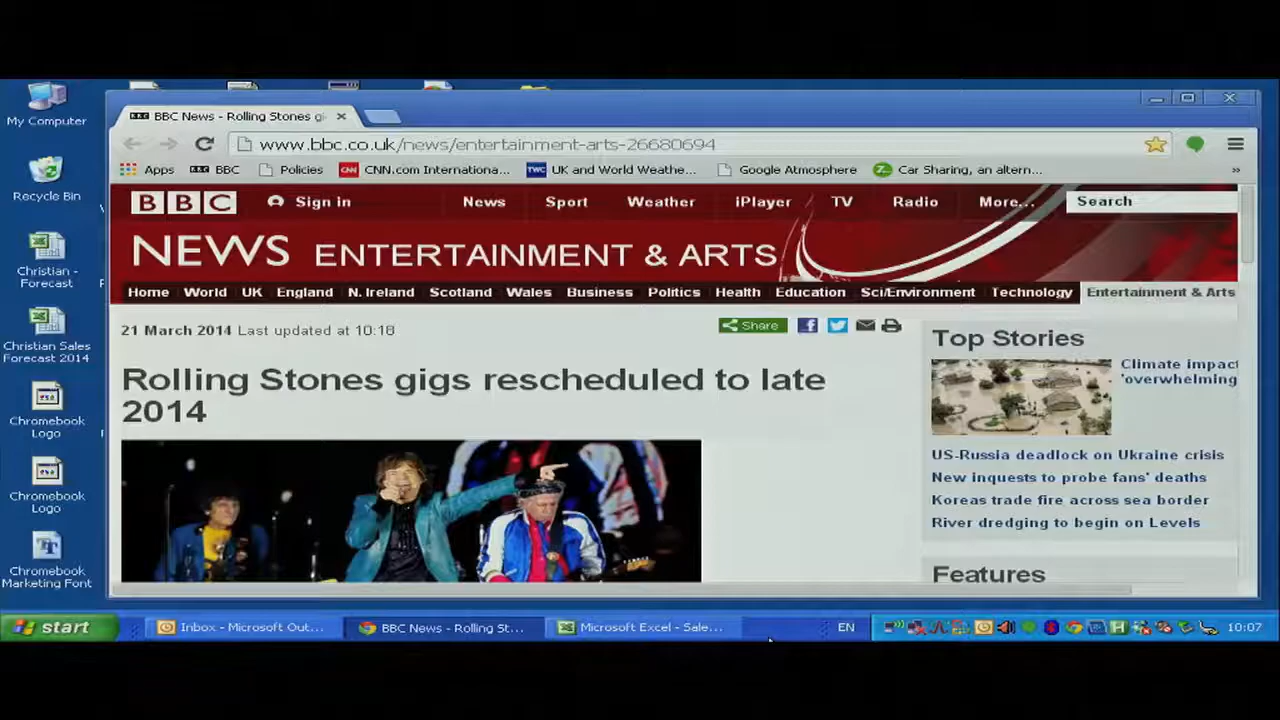 My Computer
Recycle Bin
Christian -
Forecast
Christian Sales
Forecast 2014
Chromebook
Logo
Chromebook
Logo
Chromebook
Marketing Font
BBC News - Rolling Stones gi
www.bbc.co.uk/news/entertainment-arts-26680694
Apps BBC Policies CNN.com Internationa... UK and World Weathe... Google Atmosphere Car Sharing, an altern... »
BBC Sign in News Sport Weather iPlayer TV Radio More... Search
NEWS ENTERTAINMENT & ARTS
Home World UK England N. Ireland Scotland Wales Business Politics Health Education Sci/Environment Technology Entertainment & Arts
21 March 2014 Last updated at 10:18
Share
Rolling Stones gigs rescheduled to late
2014
Top Stories
Climate impact
'overwhelming
US-Russia deadlock on Ukraine crisis
New inquests to probe fans' deaths
Koreas trade fire across sea border
River dredging to begin on Levels
Features
start Inbox - Microsoft Out... BBC News - Rolling St... Microsoft Excel - Sale... EN 10:07